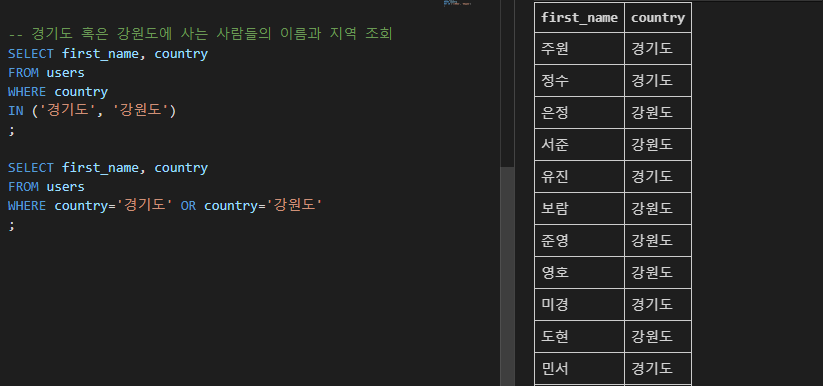 -- 경기도 혹은 강원도에 사는 사람들의 이름과 지역 조회
SELECT first_name, country
FROM users
WHERE country
IN ('경기도', '강원도')
;
SELECT first_name, country
FROM users
WHERE country='경기도' OR country='강원도'
;
first_name country
주원 경기도
정수 경기도
은정 강원도
서준 강원도
유진 경기도
보람 강원도
준영 강원도
영호 강원도
미경 경기도
도현 강원도
민서 경기도